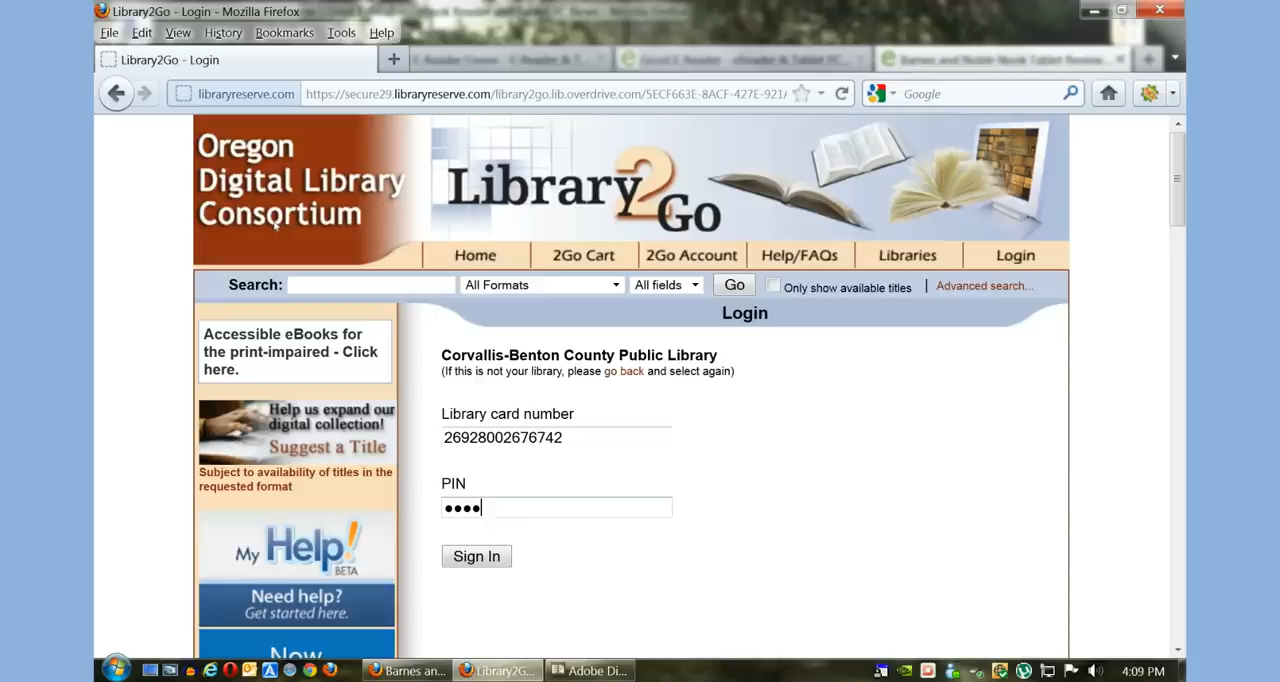 Library2Go - Login - Mozilla Firefox
File Edit View History Bookmarks Tools Help
Library2Go - Login
libraryreserve.com https://secure29.libraryreserve.com/library2go.lib.overdrive.com/5ECF663E-8ACF-427E-921A/ Google
Oregon
Digital Library
Consortium
Library2Go
Home 2Go Cart 2Go Account Help/FAQs Libraries Login
Search: All Formats All fields Go Only show available titles | Advanced search...
Login
Accessible eBooks for
the print-impaired - Click
here.
Corvallis-Benton County Public Library
(If this is not your library, please go back and select again)
Help us expand our
digital collection!
Suggest a Title
Subject to availability of titles in the
requested format
Library card number
26928002676742
PIN
••••
Sign In
My Help!
BETA
Need help?
Get started here.
Now
Barnes an... Library2G... Adobe Di... 4:09 PM